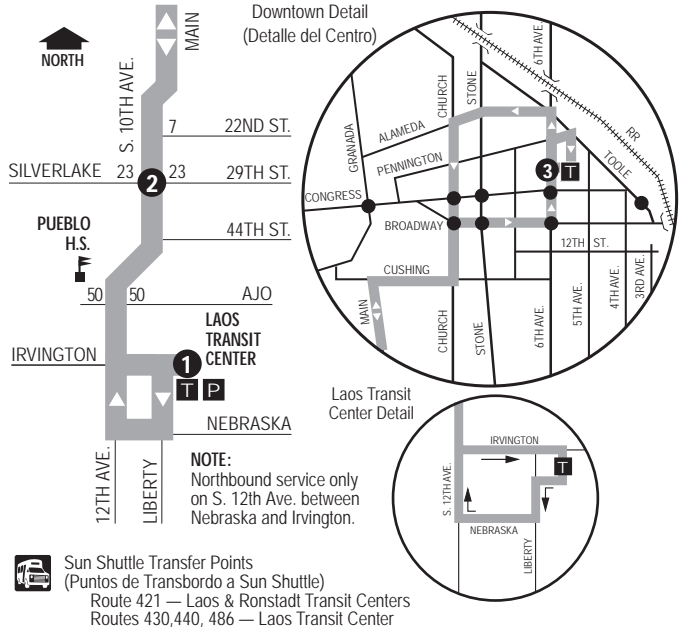 Downtown Detail
(Detalle del Centro)
NORTH
MAIN
S. 10TH AVE.
7 22ND ST.
SILVERLAKE 23 2 23 29TH ST.
44TH ST.
PUEBLO
H.S.
50 50 AJO
LAOS
TRANSIT
CENTER
IRVINGTON
1
T P
NEBRASKA
12TH AVE.
LIBERTY
NOTE:
Northbound service only
on S. 12th Ave. between
Nebraska and Irvington.
6TH AVE.
CHURCH
STONE
GRANADA
ALAMEDA
PENNINGTON
RR
TOOLE
3 T
CONGRESS
BROADWAY
12TH ST.
CUSHING
MAIN
CHURCH
STONE
6TH AVE.
5TH AVE.
4TH AVE.
3RD AVE.
Laos Transit
Center Detail
IRVINGTON
T
S. 12TH AVE.
NEBRASKA
LIBERTY
Sun Shuttle Transfer Points
(Puntos de Transbordo a Sun Shuttle)
Route 421 — Laos & Ronstadt Transit Centers
Routes 430,440, 486 — Laos Transit Center